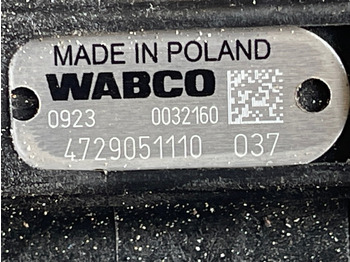 MADE IN POLAND
WABCO
0923 0032160
4729051110 037